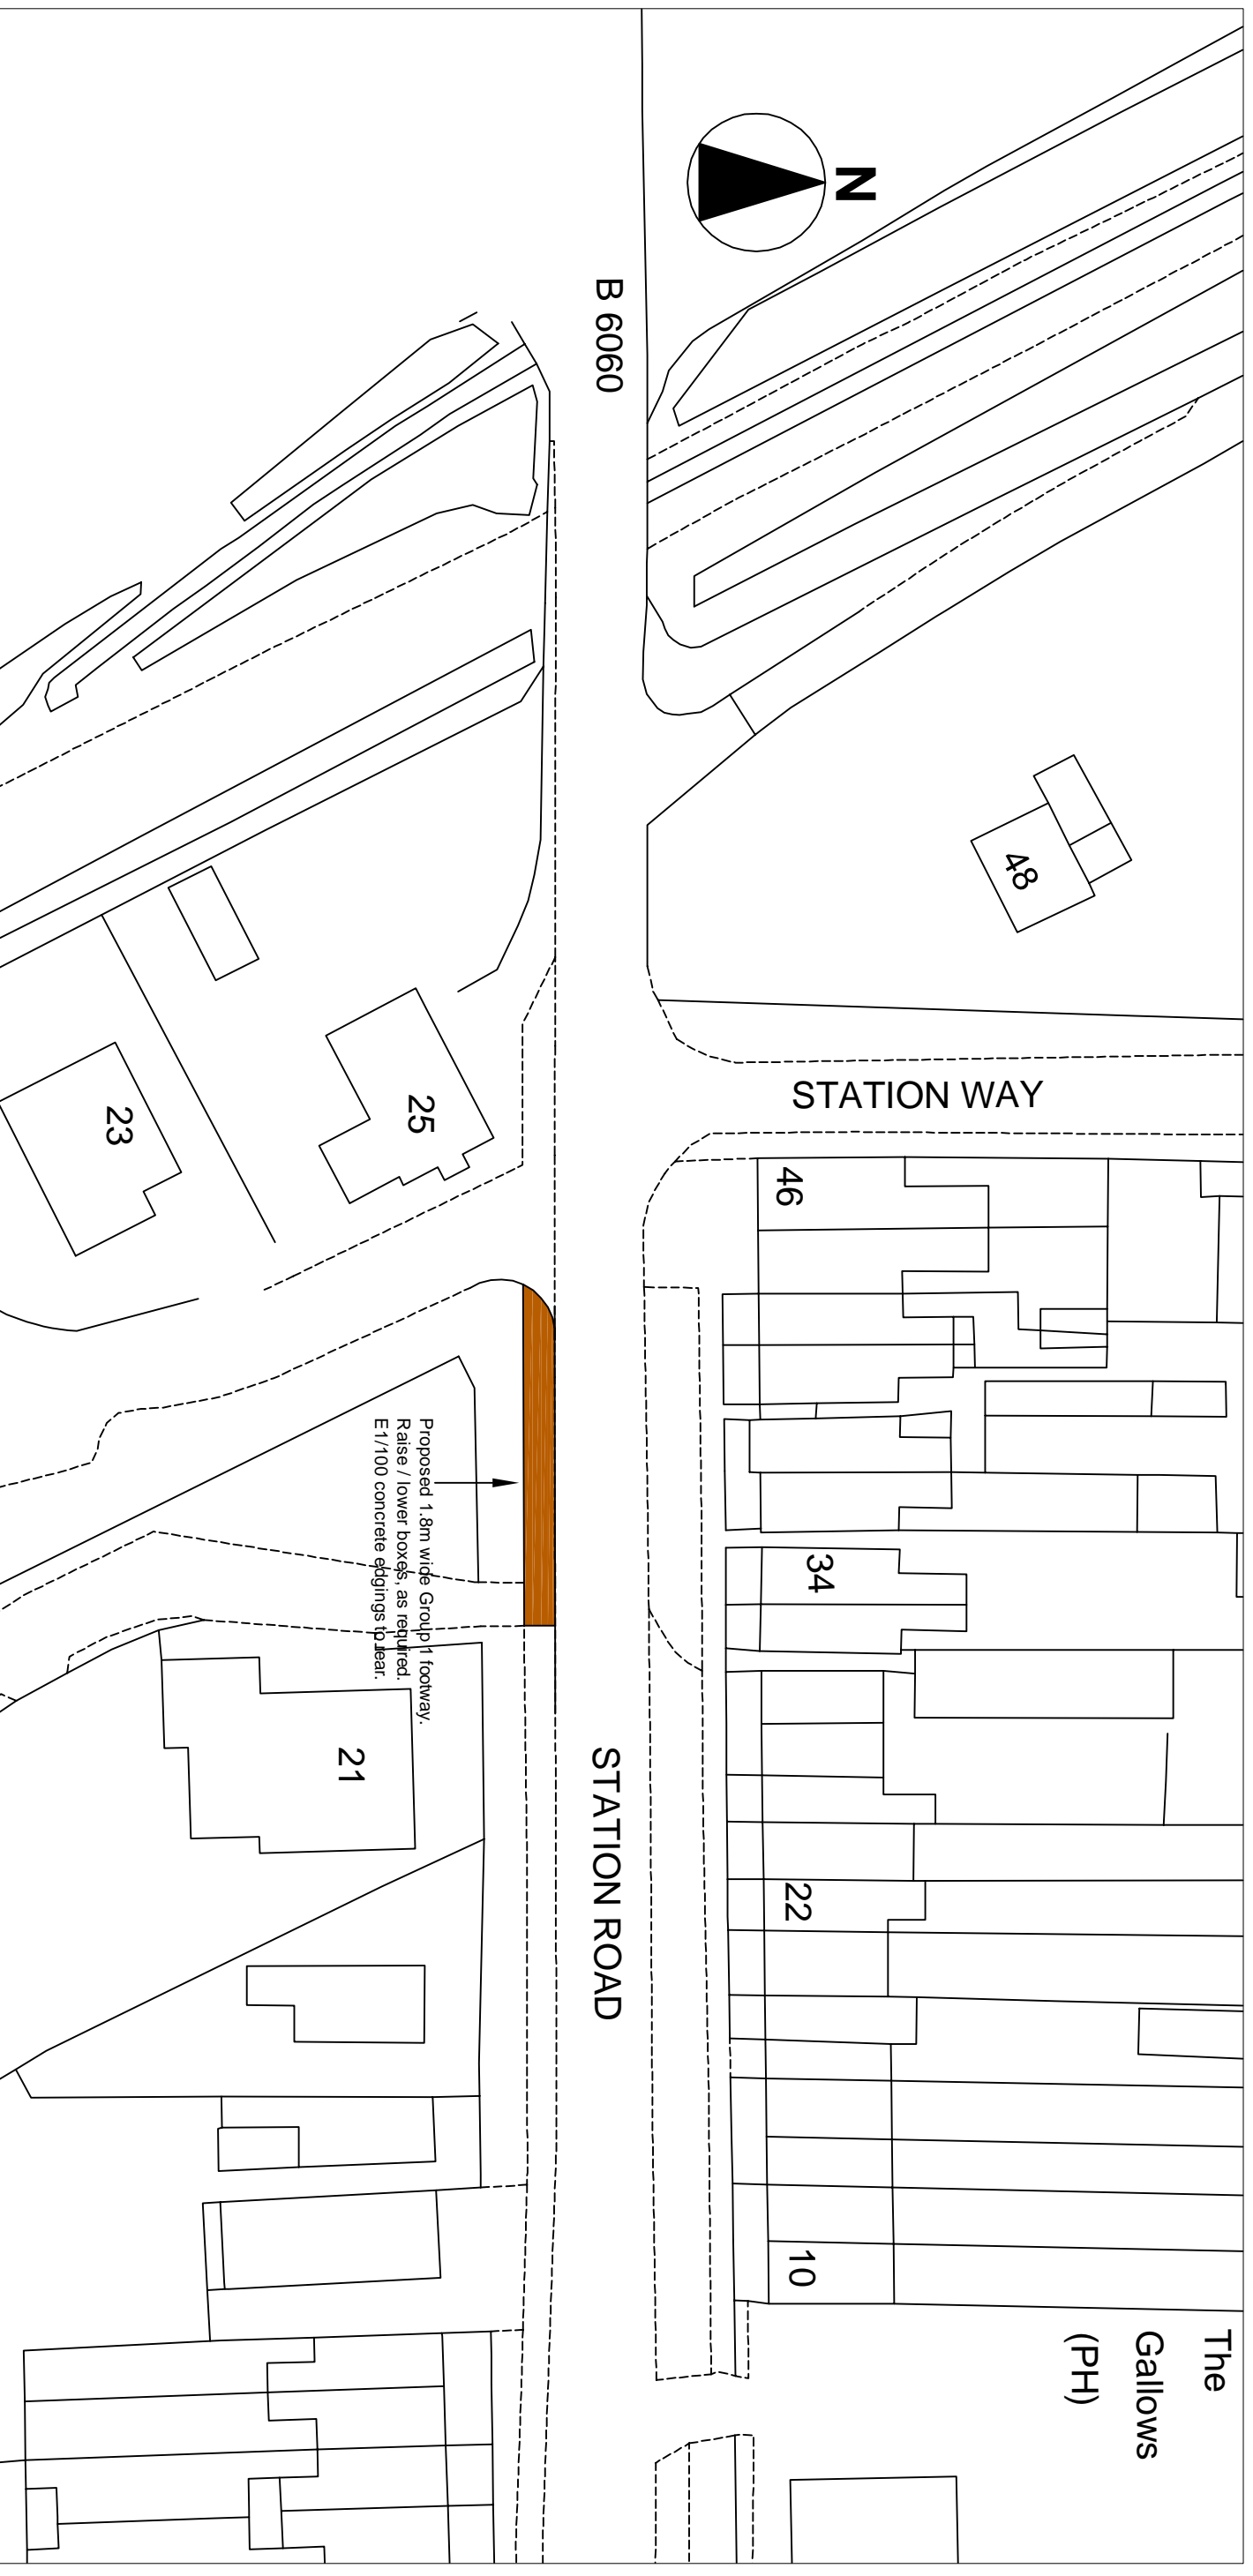 N
B 6060
48
STATION WAY
46
34
22
10
The
Gallows
(PH)
STATION ROAD
25
23
21
Proposed 1.8m wide Group 1 footway.
Raise / lower boxes, as required.
E1/100 concrete edgings to rear.